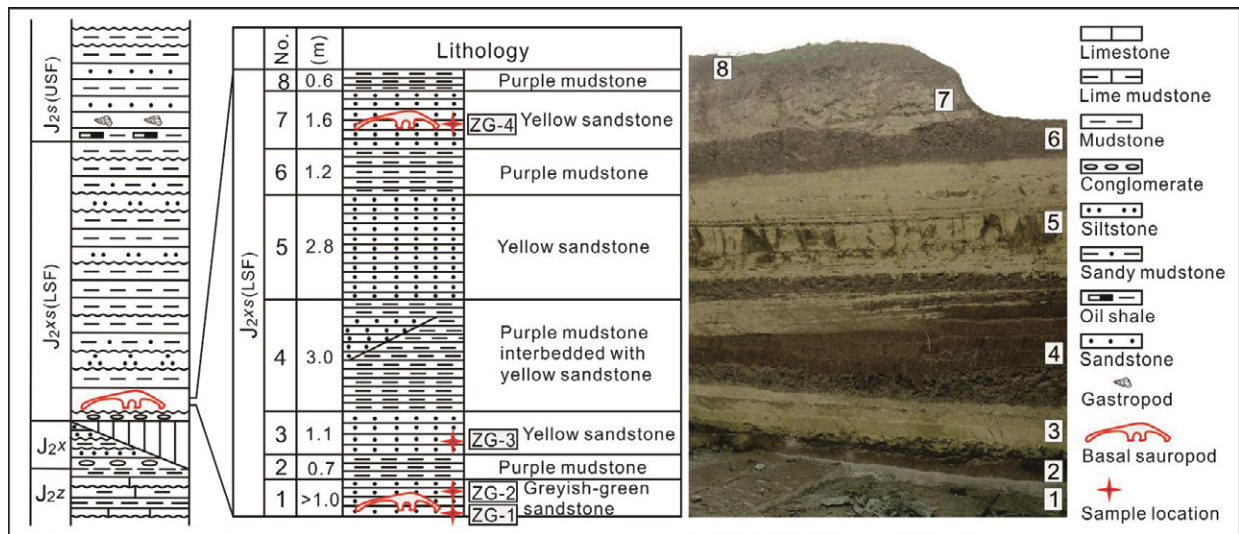 J2s(USF)
J2xs(LSF)
J2x
J2z
J2xs(LSF)
No.
(m)
Lithology
8 0.6 Purple mudstone
7 1.6 ZG-4 Yellow sandstone
6 1.2 Purple mudstone
5 2.8 Yellow sandstone
4 3.0 Purple mudstone
interbedded with
yellow sandstone
3 1.1 ZG-3 Yellow sandstone
2 0.7 Purple mudstone
1 >1.0 ZG-2 Greyish-green
sandstone
ZG-1
8
7
6
5
4
3
2
1
Limestone
Lime mudstone
Mudstone
Conglomerate
Siltstone
Sandy mudstone
Oil shale
Sandstone
Gastropod
Basal sauropod
Sample location